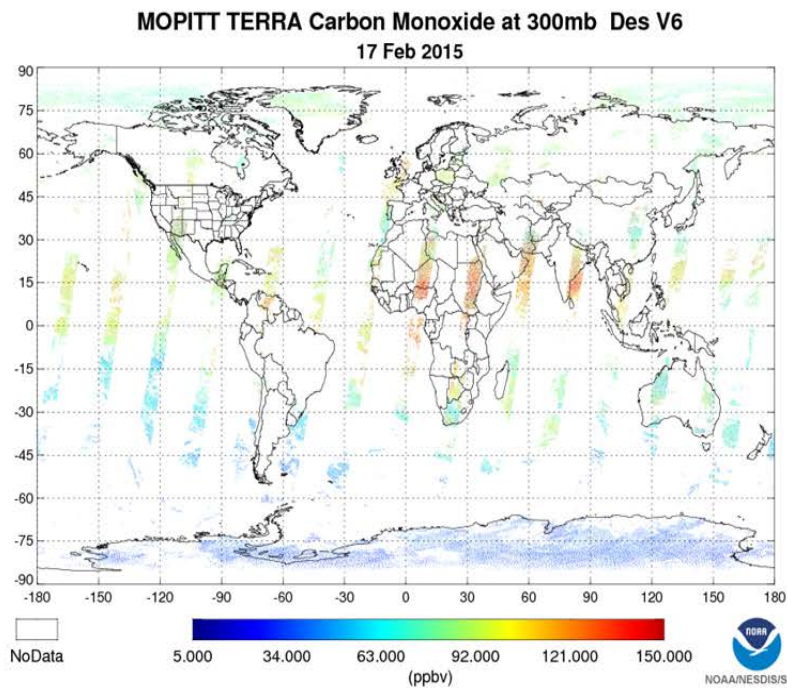 MOPITT TERRA Carbon Monoxide at 300mb Des V6
17 Feb 2015
90
75
60
45
30
15
0
-15
-30
-45
-60
-75
-90
-180 -150 -120 -90 -60 -30 0 30 60 90 120 150 180
NoData
5.000 34.000 63.000 92.000 121.000 150.000
(ppbv)
NOAA
NOAA/NESDIS/S